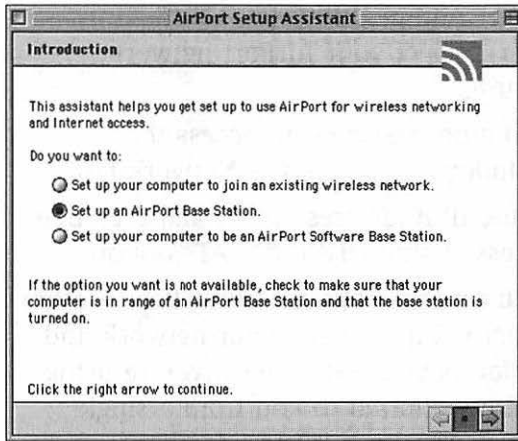 AirPort Setup Assistant
Introduction
This assistant helps you get set up to use AirPort for wireless networking
and Internet access.
Do you want to:
Set up your computer to join an existing wireless network.
Set up an AirPort Base Station.
Set up your computer to be an AirPort Software Base Station.
If the option you want is not available, check to make sure that your
computer is in range of an AirPort Base Station and that the base station is
turned on.
Click the right arrow to continue.